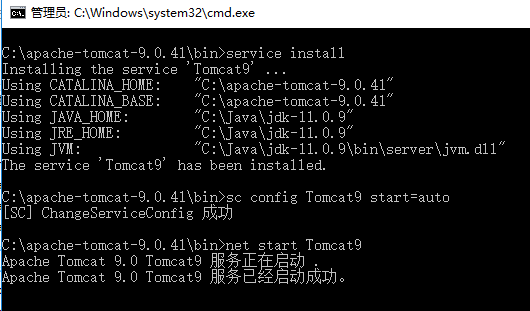 管理员: C:\Windows\system32\cmd.exe
C:\apache-tomcat-9.0.41\bin>service install
Installing the service 'Tomcat9' ...
Using CATALINA_HOME:    "C:\apache-tomcat-9.0.41"
Using CATALINA_BASE:    "C:\apache-tomcat-9.0.41"
Using JAVA_HOME:        "C:\Java\jdk-11.0.9"
Using JRE_HOME:         "C:\Java\jdk-11.0.9"
Using JVM:              "C:\Java\jdk-11.0.9\bin\server\jvm.dll"
The service 'Tomcat9' has been installed.
C:\apache-tomcat-9.0.41\bin>sc config Tomcat9 start=auto
[SC] ChangeServiceConfig 成功
C:\apache-tomcat-9.0.41\bin>net start Tomcat9
Apache Tomcat 9.0 Tomcat9 服务正在启动 .
Apache Tomcat 9.0 Tomcat9 服务已经启动成功。